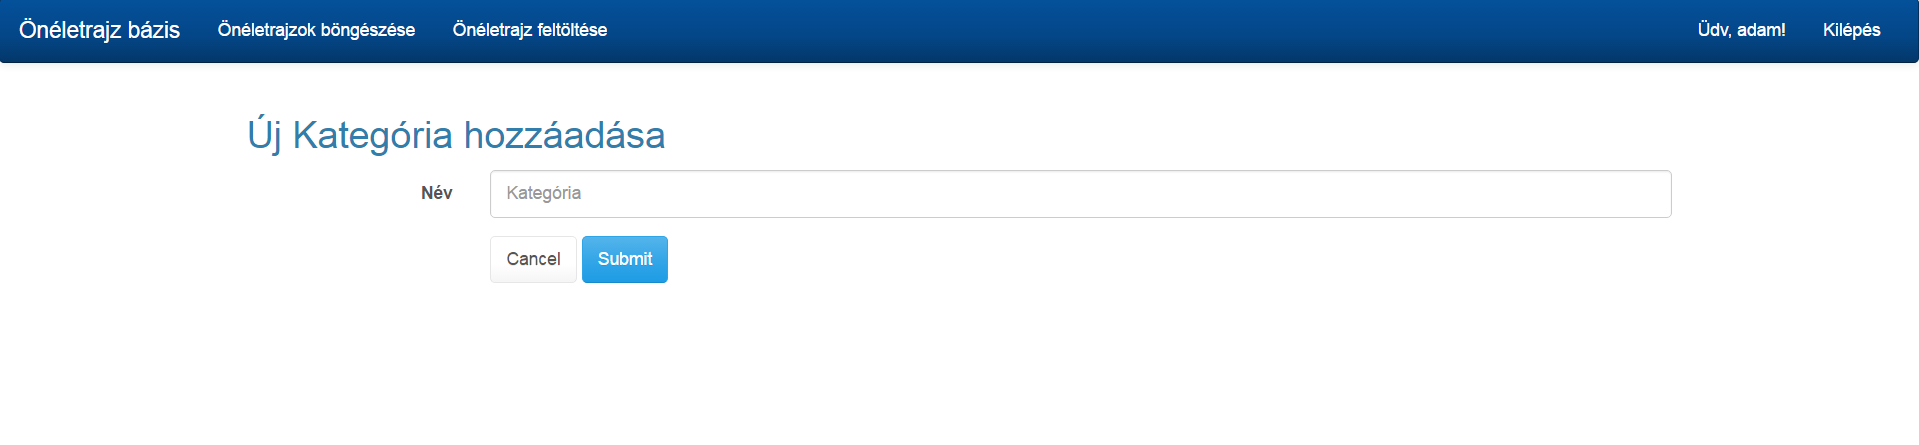 Önéletrajz bázis Önéletrajzok böngészése Önéletrajz feltöltése Üdv, adam! Kilépés
Új Kategória hozzáadása
Név Kategória
Cancel Submit